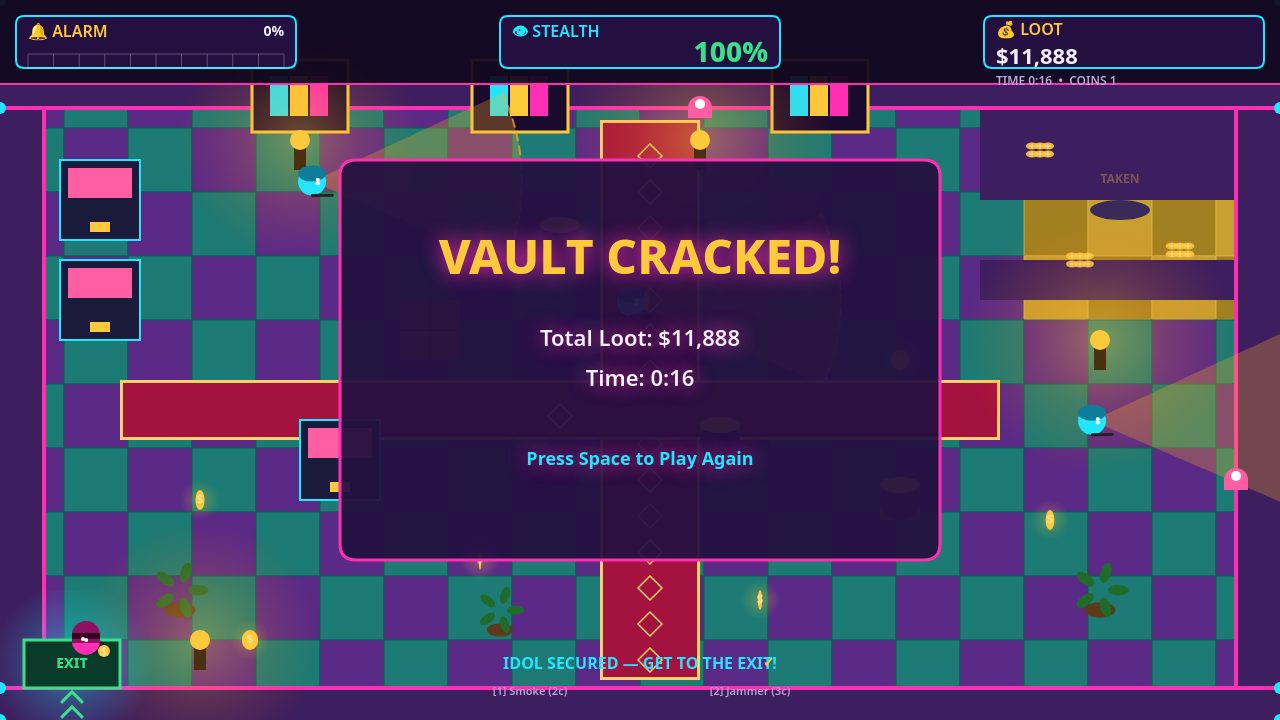 ALARM
0%
STEALTH
100%
LOOT
$11,888
TIME 0:16 • COINS 1
TAKEN
VAULT CRACKED!
Total Loot: $11,888
Time: 0:16
Press Space to Play Again
EXIT
IDOL SECURED — GET TO THE EXIT!
[1] Smoke (2c)
[2] Jammer (3c)